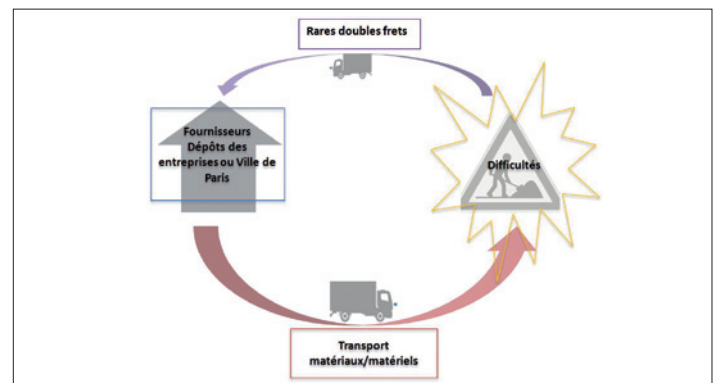 Rares doubles frets
Fournisseurs
Dépôts des
entreprises ou Ville de
Paris
Difficultés
Transport
matériaux/matériels